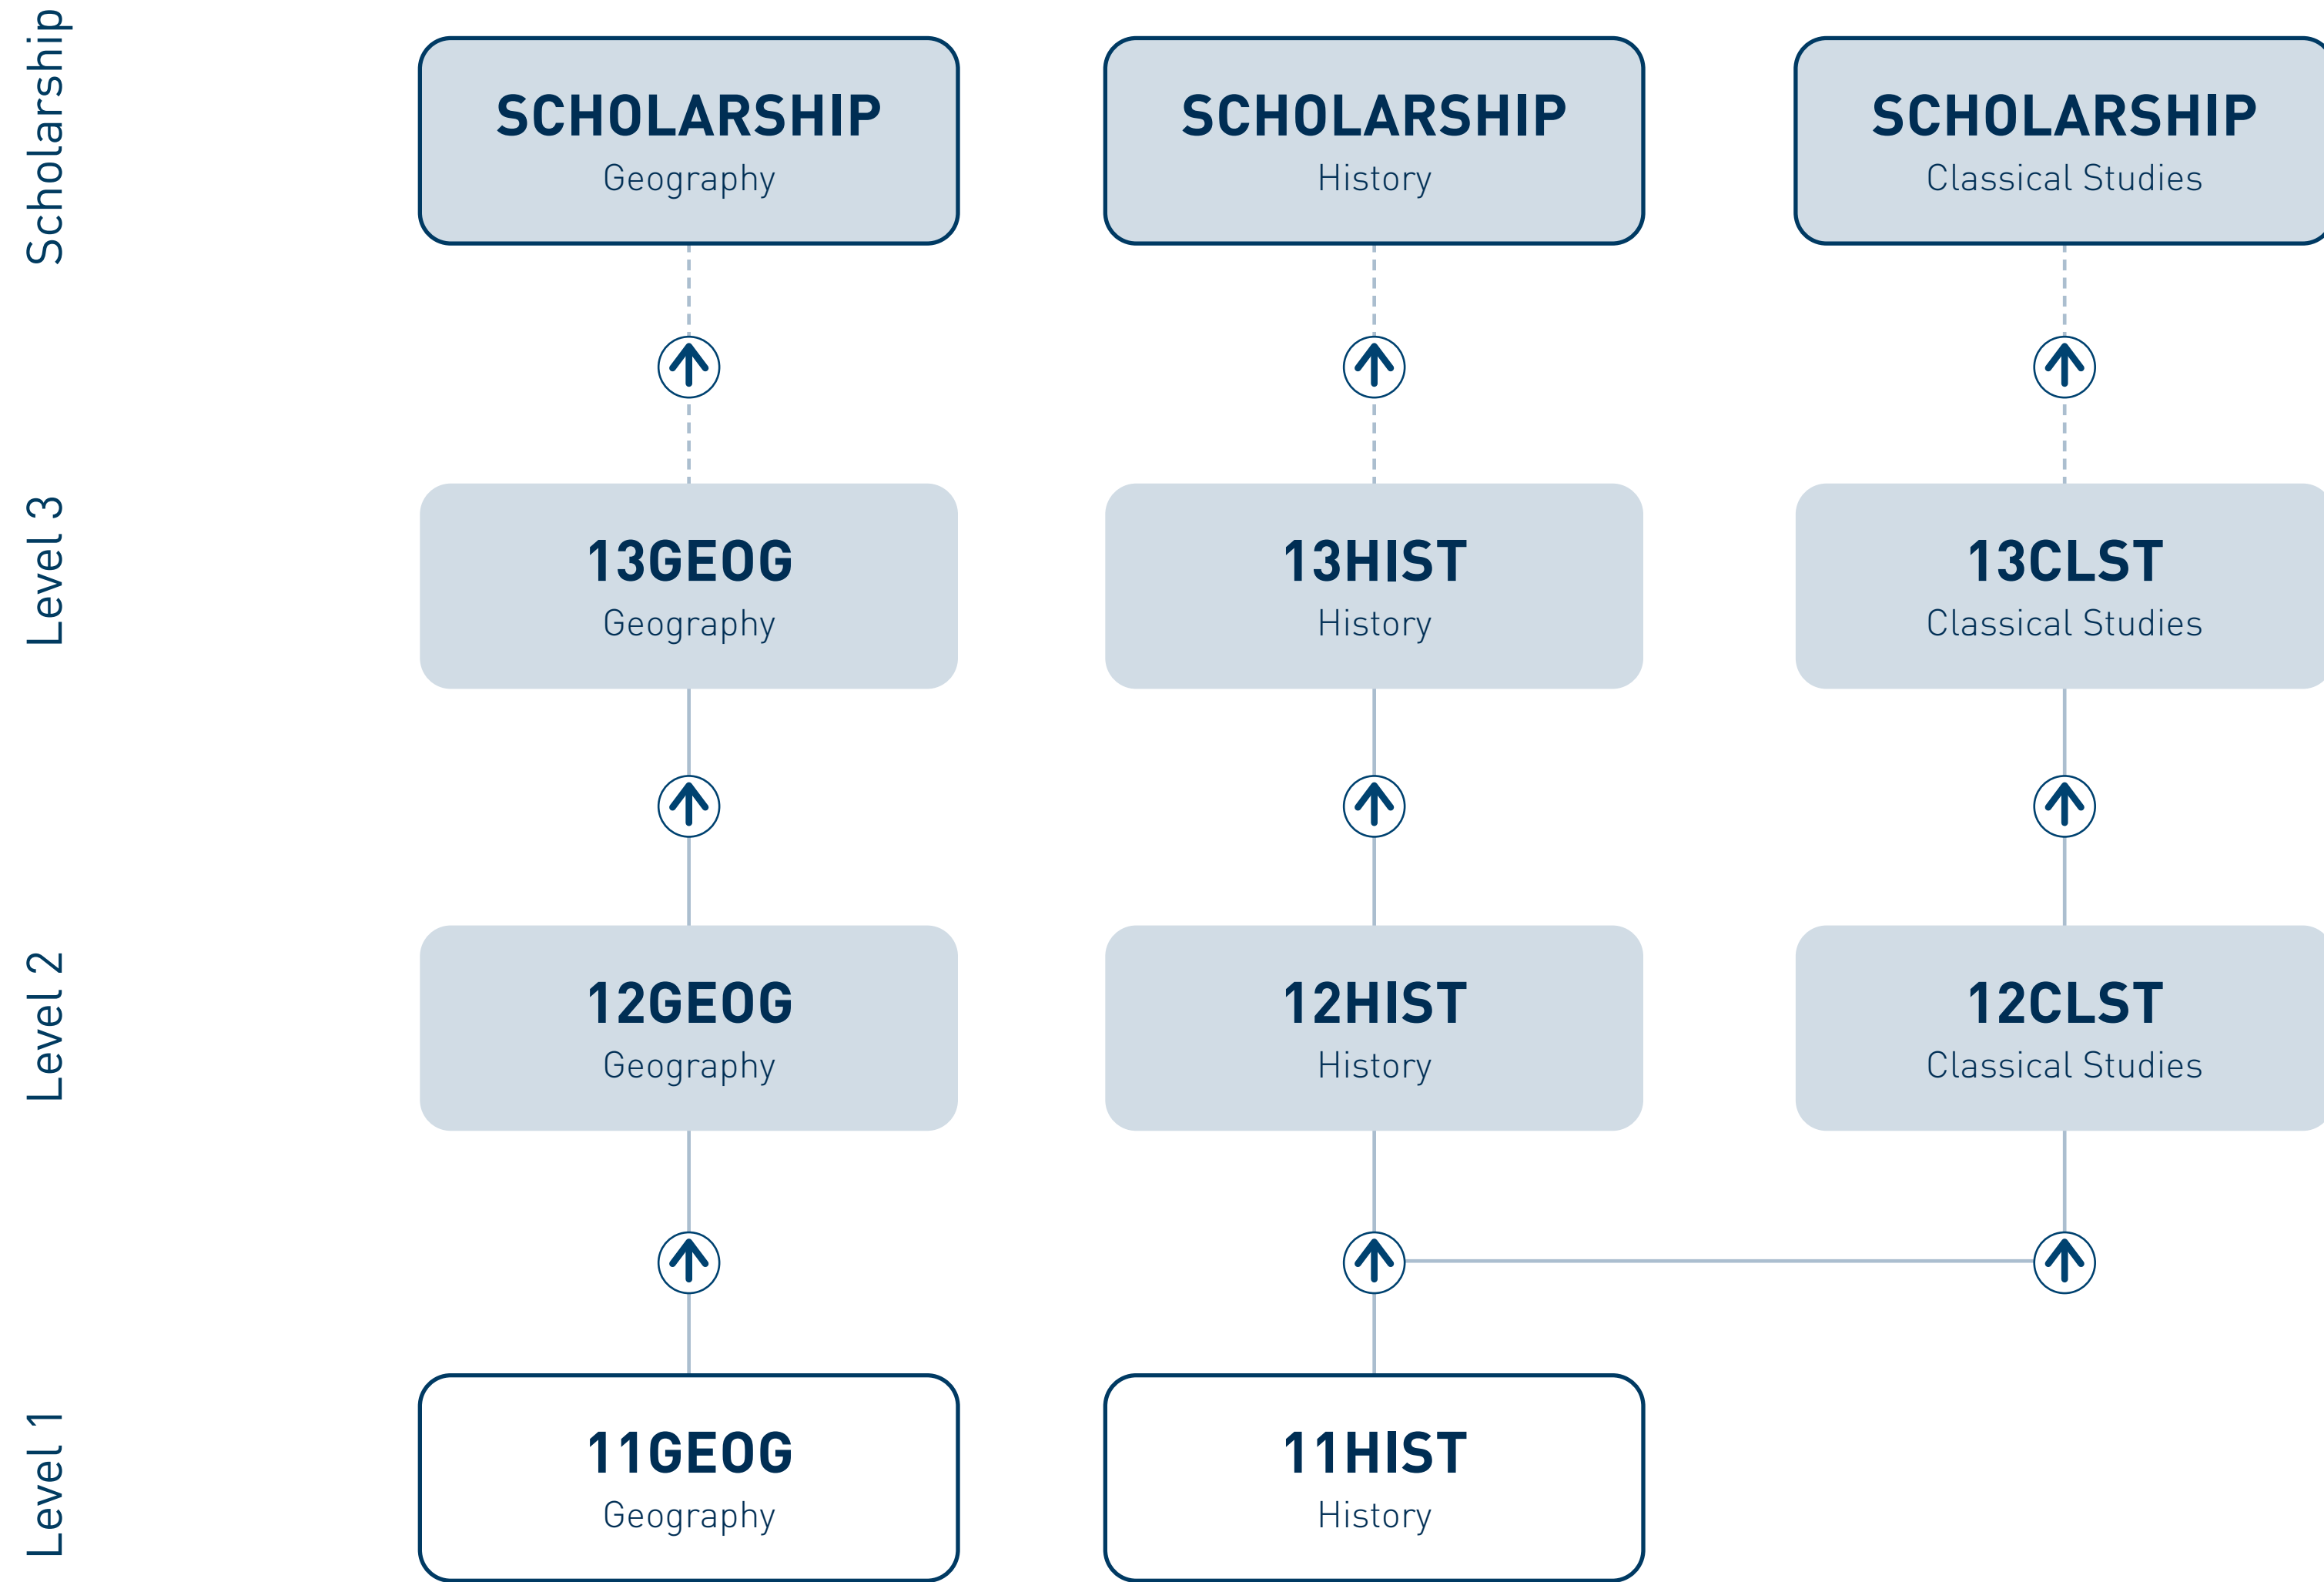 Scholarship
SCHOLARSHIP
Geography
SCHOLARSHIP
History
SCHOLARSHIP
Classical Studies
Level 3
13GEOG
Geography
13HIST
History
13CLST
Classical Studies
Level 2
12GEOG
Geography
12HIST
History
12CLST
Classical Studies
Level 1
11GEOG
Geography
11HIST
History